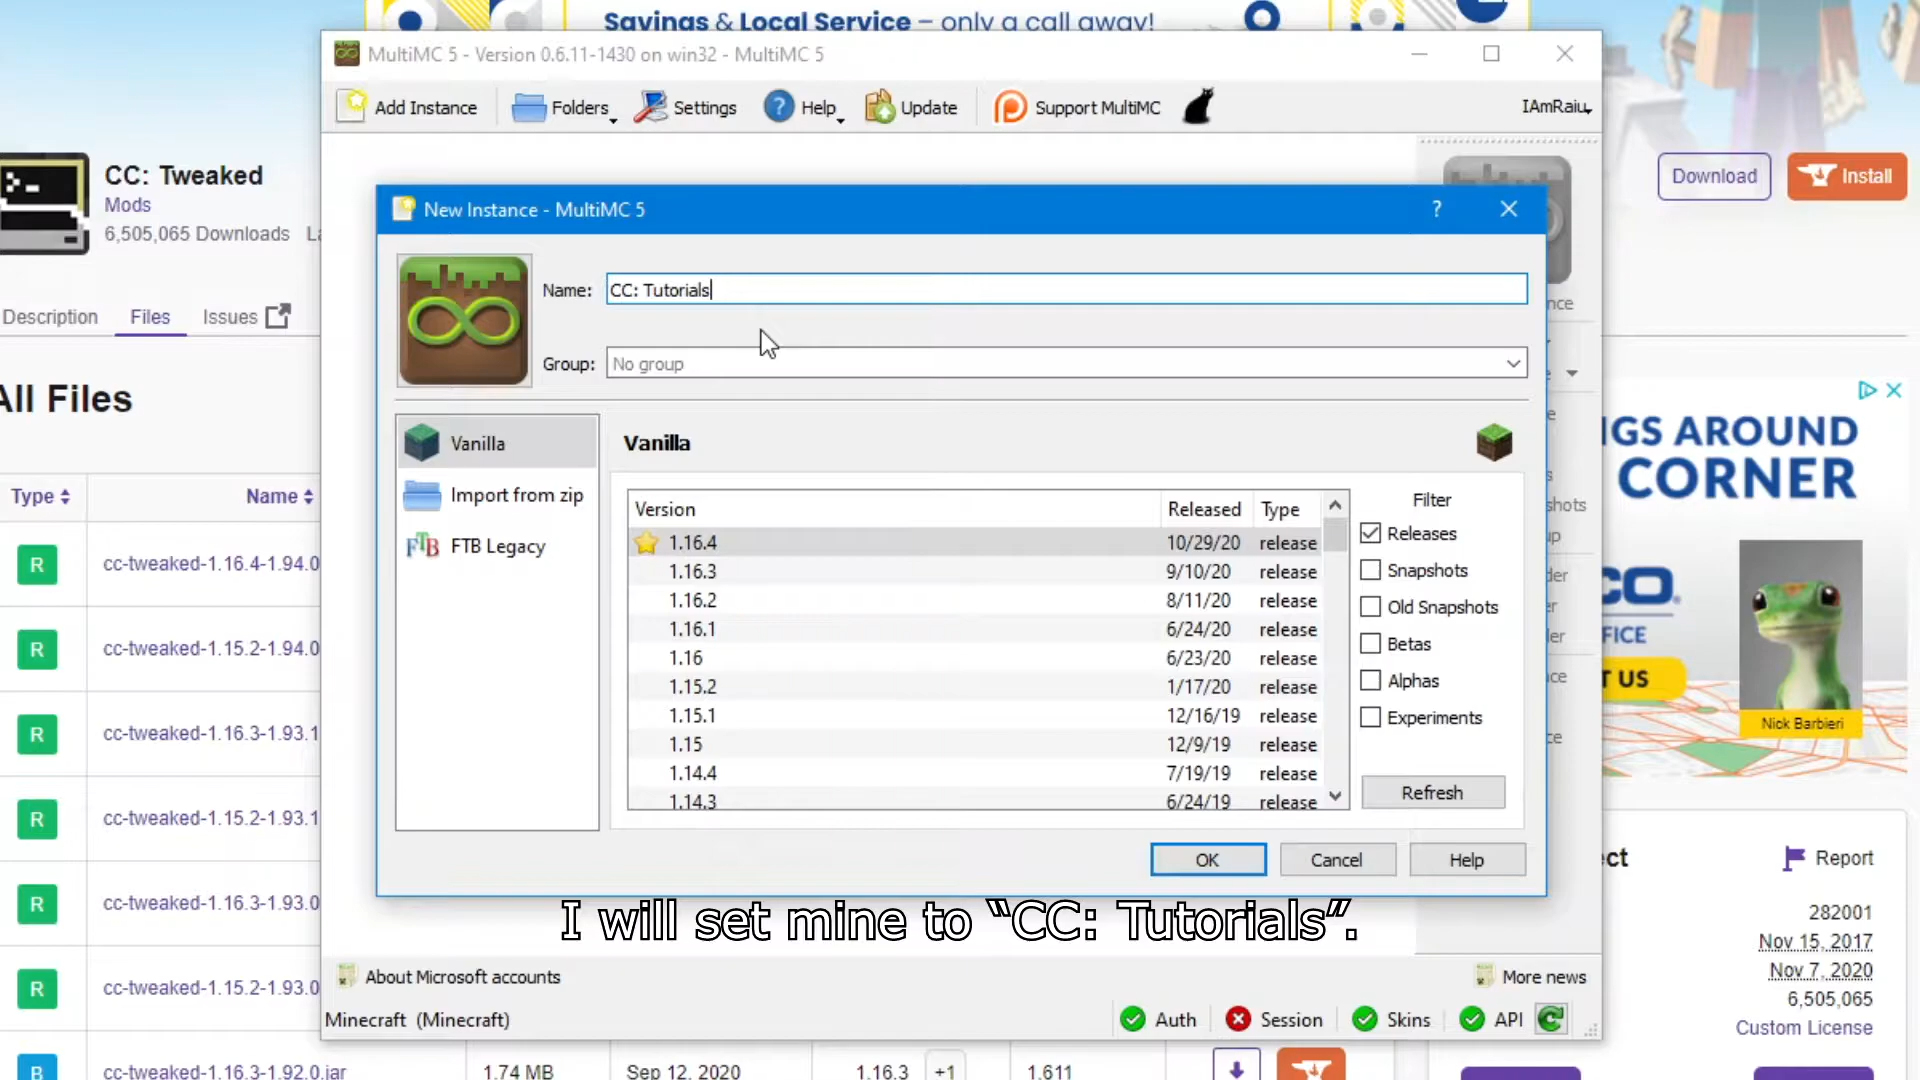 Savings & Local Service – only a call away!
MultiMC 5 - Version 0.6.11-1430 on win32 - MultiMC 5
Add Instance
Folders
Settings
Help
Update
Support MultiMC
IAmRaiu
CC: Tweaked
Mods
6,505,065 Downloads
Download
Install
Description
Files
Issues
All Files
Type
Name
R
cc-tweaked-1.16.4-1.94.0
R
cc-tweaked-1.15.2-1.94.0
R
cc-tweaked-1.16.3-1.93.1
R
cc-tweaked-1.15.2-1.93.1
R
cc-tweaked-1.16.3-1.93.0
R
cc-tweaked-1.15.2-1.93.0
B
cc-tweaked-1.16.3-1.92.0.jar
1.74 MB
Sep 12, 2020
1.16.3
+1
1,611
New Instance - MultiMC 5
?
Name:
CC: Tutorials
Group:
No group
Vanilla
Import from zip
FTB
FTB Legacy
Vanilla
Version Released Type
1.16.4 10/29/20 release
1.16.3 9/10/20 release
1.16.2 8/11/20 release
1.16.1 6/24/20 release
1.16 6/23/20 release
1.15.2 1/17/20 release
1.15.1 12/16/19 release
1.15 12/9/19 release
1.14.4 7/19/19 release
1.14.3 6/24/19 release
Filter
Releases
Snapshots
Old Snapshots
Betas
Alphas
Experiments
Refresh
OK
Cancel
Help
I will set mine to “CC: Tutorials”.
About Microsoft accounts
More news
Minecraft (Minecraft)
Auth
Session
Skins
API
NGS AROUND
CORNER
CO
FFICE
T US
Nick Barbieri
Report
282001
Nov 15, 2017
Nov 7, 2020
6,505,065
Custom License